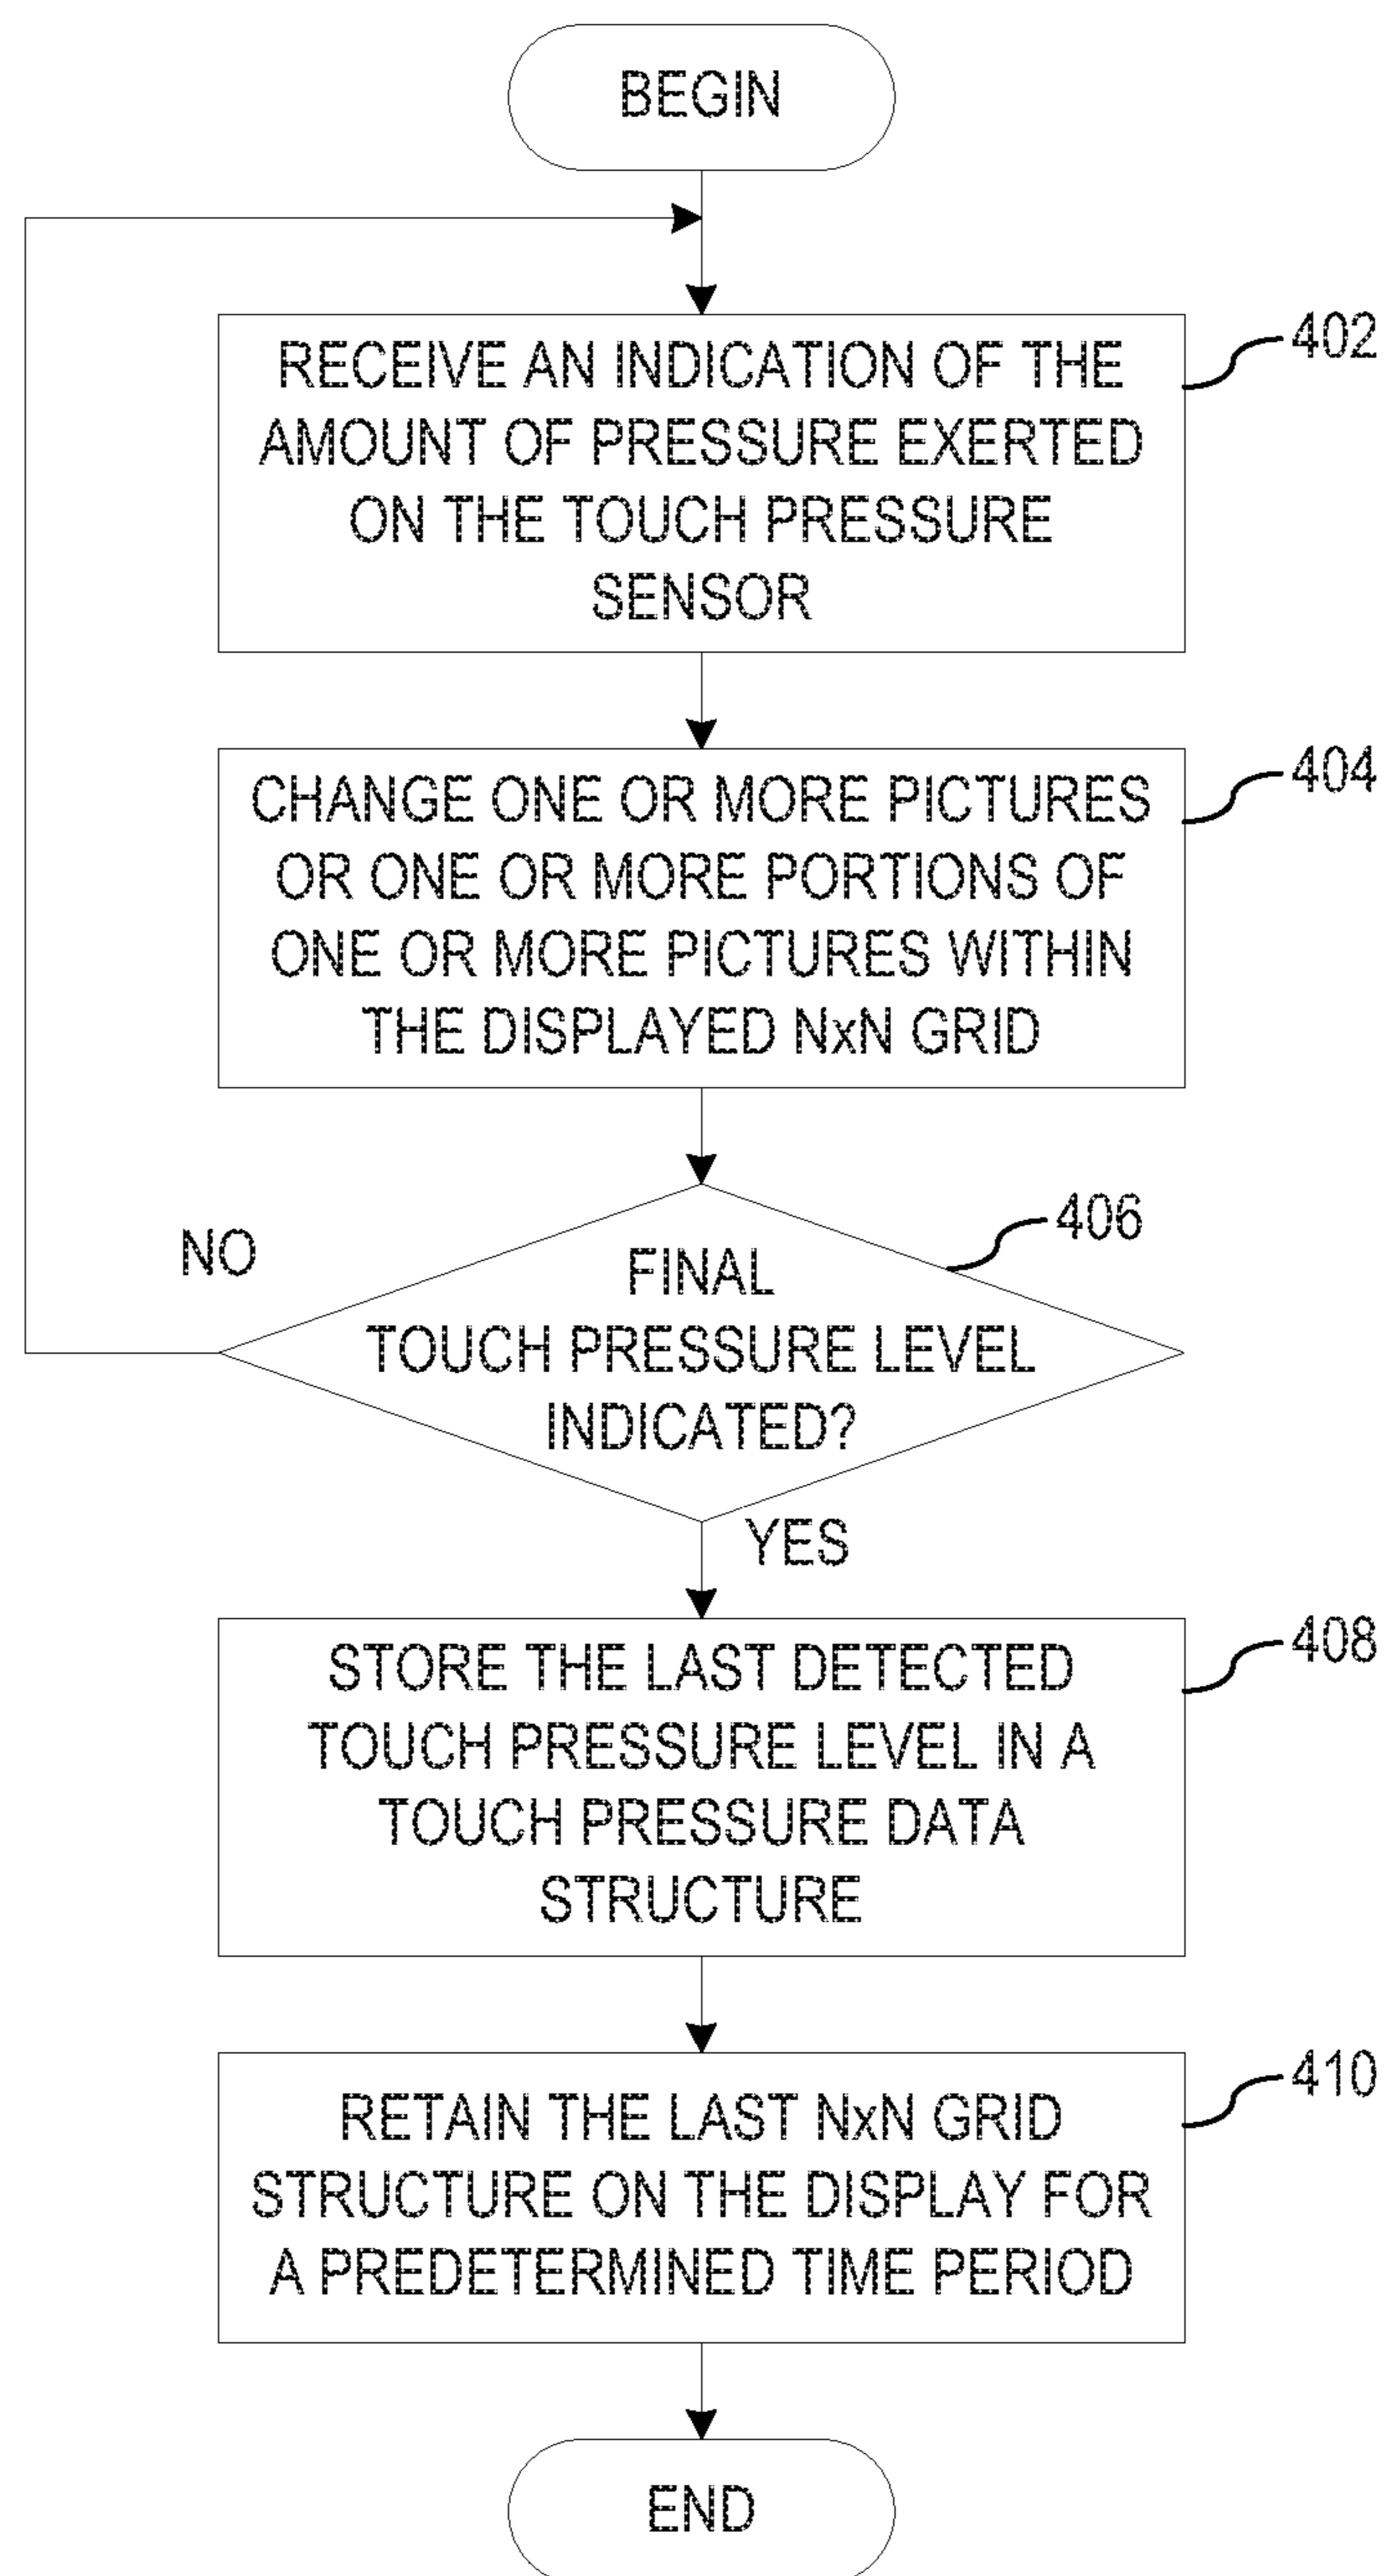 BEGIN
RECEIVE AN INDICATION OF THE
AMOUNT OF PRESSURE EXERTED
ON THE TOUCH PRESSURE
SENSOR
402
CHANGE ONE OR MORE PICTURES
OR ONE OR MORE PORTIONS OF
ONE OR MORE PICTURES WITHIN
THE DISPLAYED NxN GRID
404
FINAL
TOUCH PRESSURE LEVEL
INDICATED?
406
NO
YES
STORE THE LAST DETECTED
TOUCH PRESSURE LEVEL IN A
TOUCH PRESSURE DATA
STRUCTURE
408
RETAIN THE LAST NxN GRID
STRUCTURE ON THE DISPLAY FOR
A PREDETERMINED TIME PERIOD
410
END